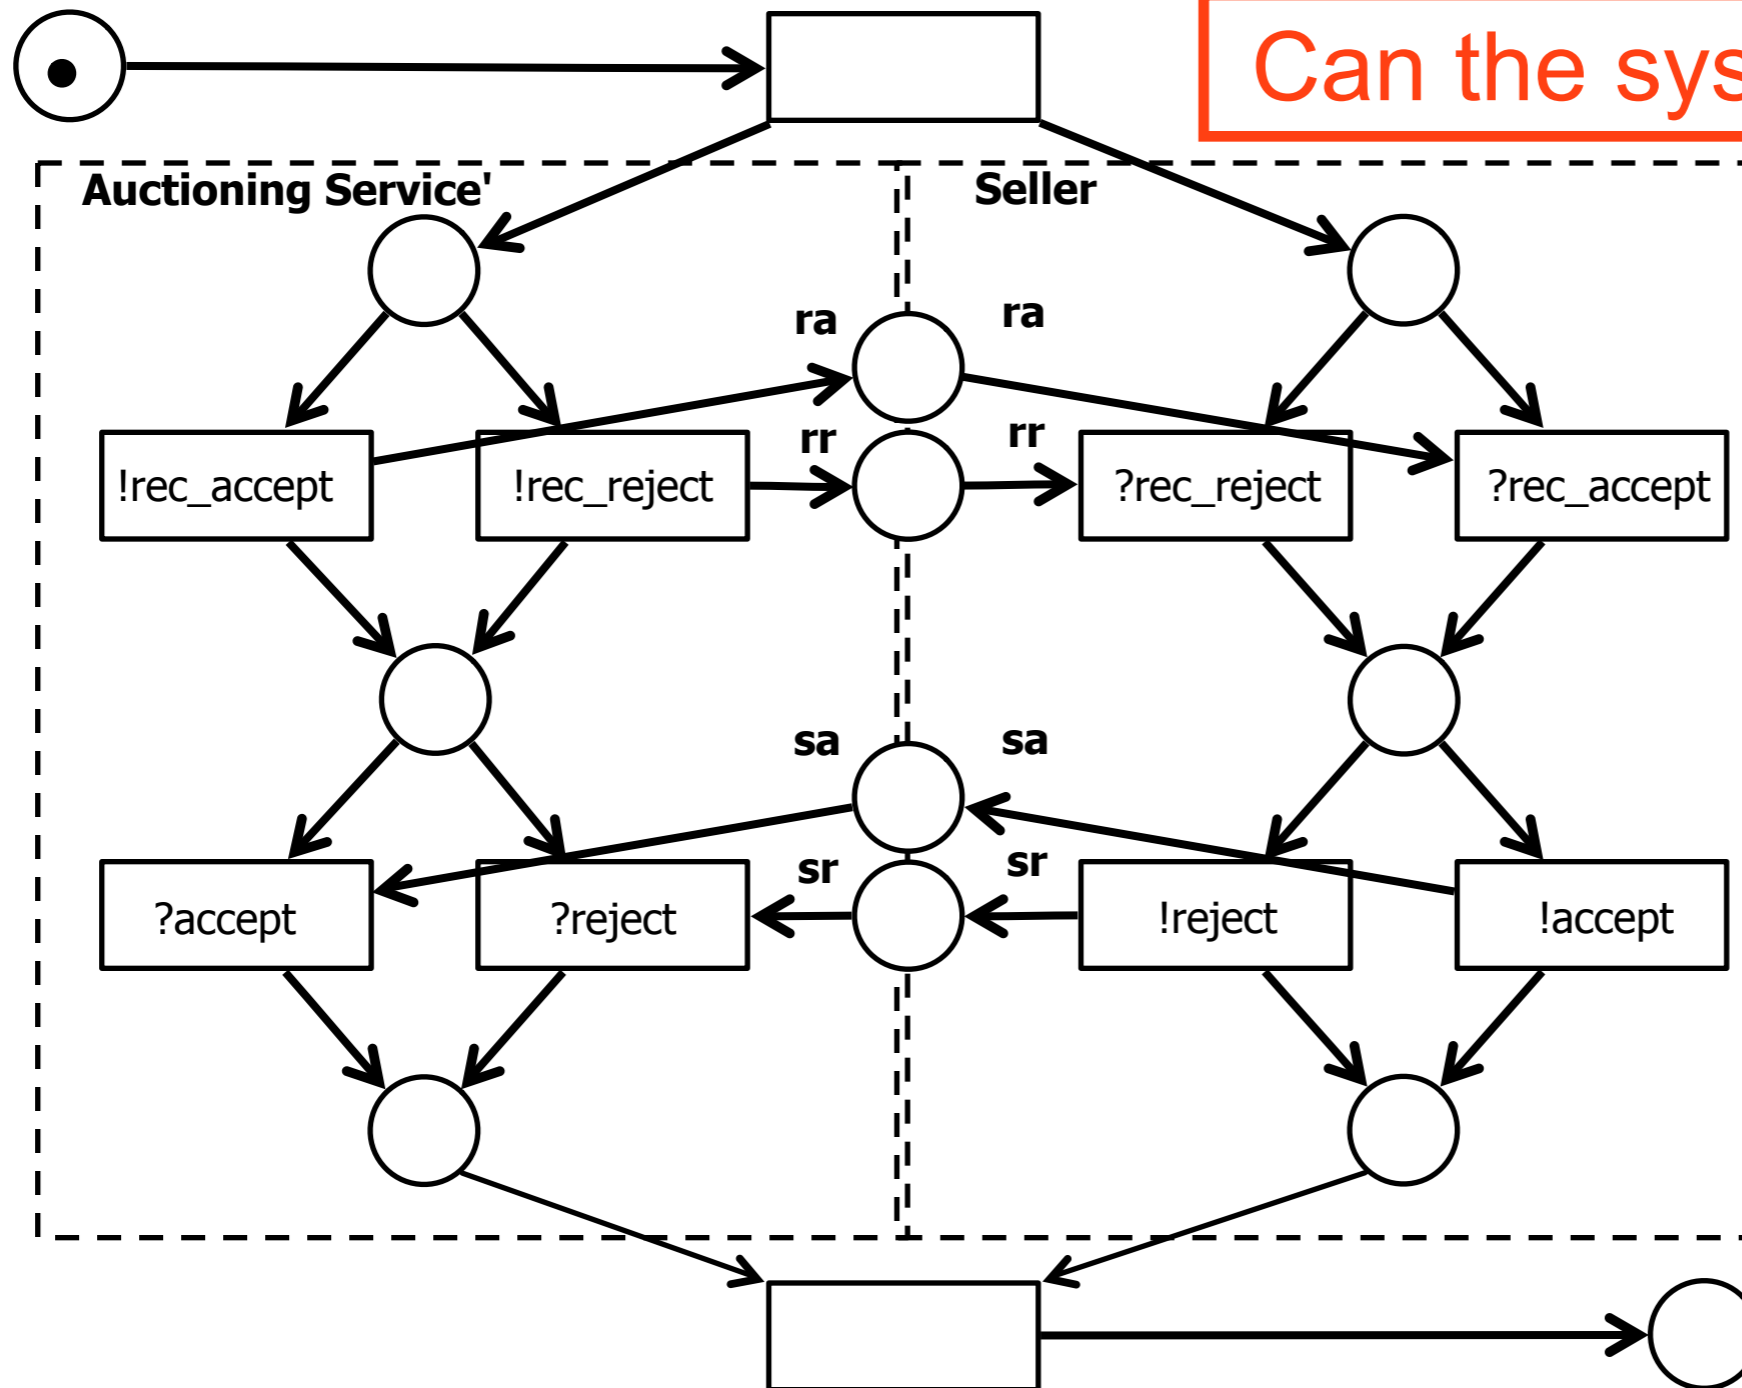 Can the sys
Auctioning Service'
Seller
ra
ra
rr
rr
!rec_accept
!rec_reject
?rec_reject
?rec_accept
sa
sa
sr
sr
?accept
?reject
!reject
!accept